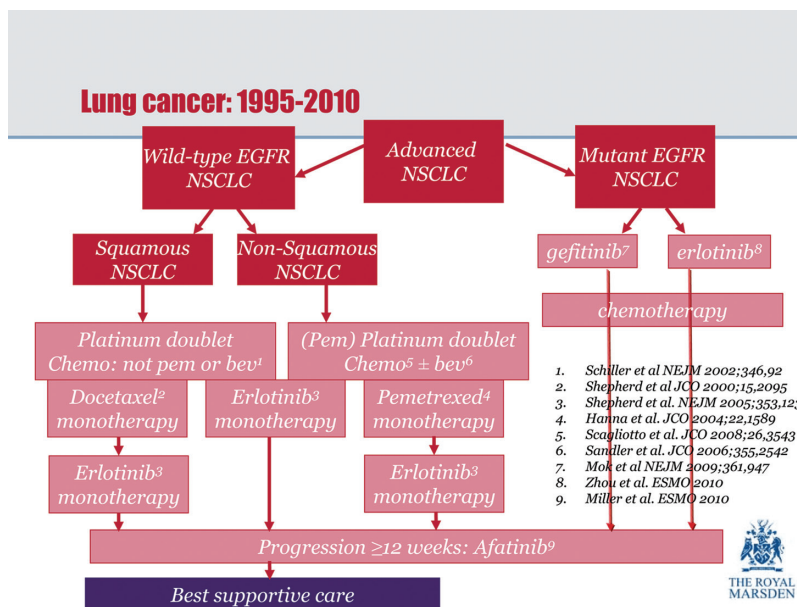 Lung cancer: 1995-2010
Wild-type EGFR
NSCLC
Advanced
NSCLC
Mutant EGFR
NSCLC
Squamous
NSCLC
Non-Squamous
NSCLC
gefitinib7
erlotinib8
chemotherapy
Platinum doublet
Chemo: not pem or bev1
(Pem) Platinum doublet
Chemo5 ± bev6
Docetaxel2
monotherapy
Erlotinib3
monotherapy
Pemetrexed4
monotherapy
Erlotinib3
monotherapy
Erlotinib3
monotherapy
1. Schiller et al NEJM 2002;346,92
2. Shepherd et al JCO 2000;15,2095
3. Shepherd et al. NEJM 2005;353,123
4. Hanna et al. JCO 2004;22,1589
5. Scagliotto et al. JCO 2008;26,3543
6. Sandler et al. JCO 2006;355,2542
7. Mok et al NEJM 2009;361,947
8. Zhou et al. ESMO 2010
9. Miller et al. ESMO 2010
Progression ≥12 weeks: Afatinib9
Best supportive care
THE ROYAL
MARSDEN